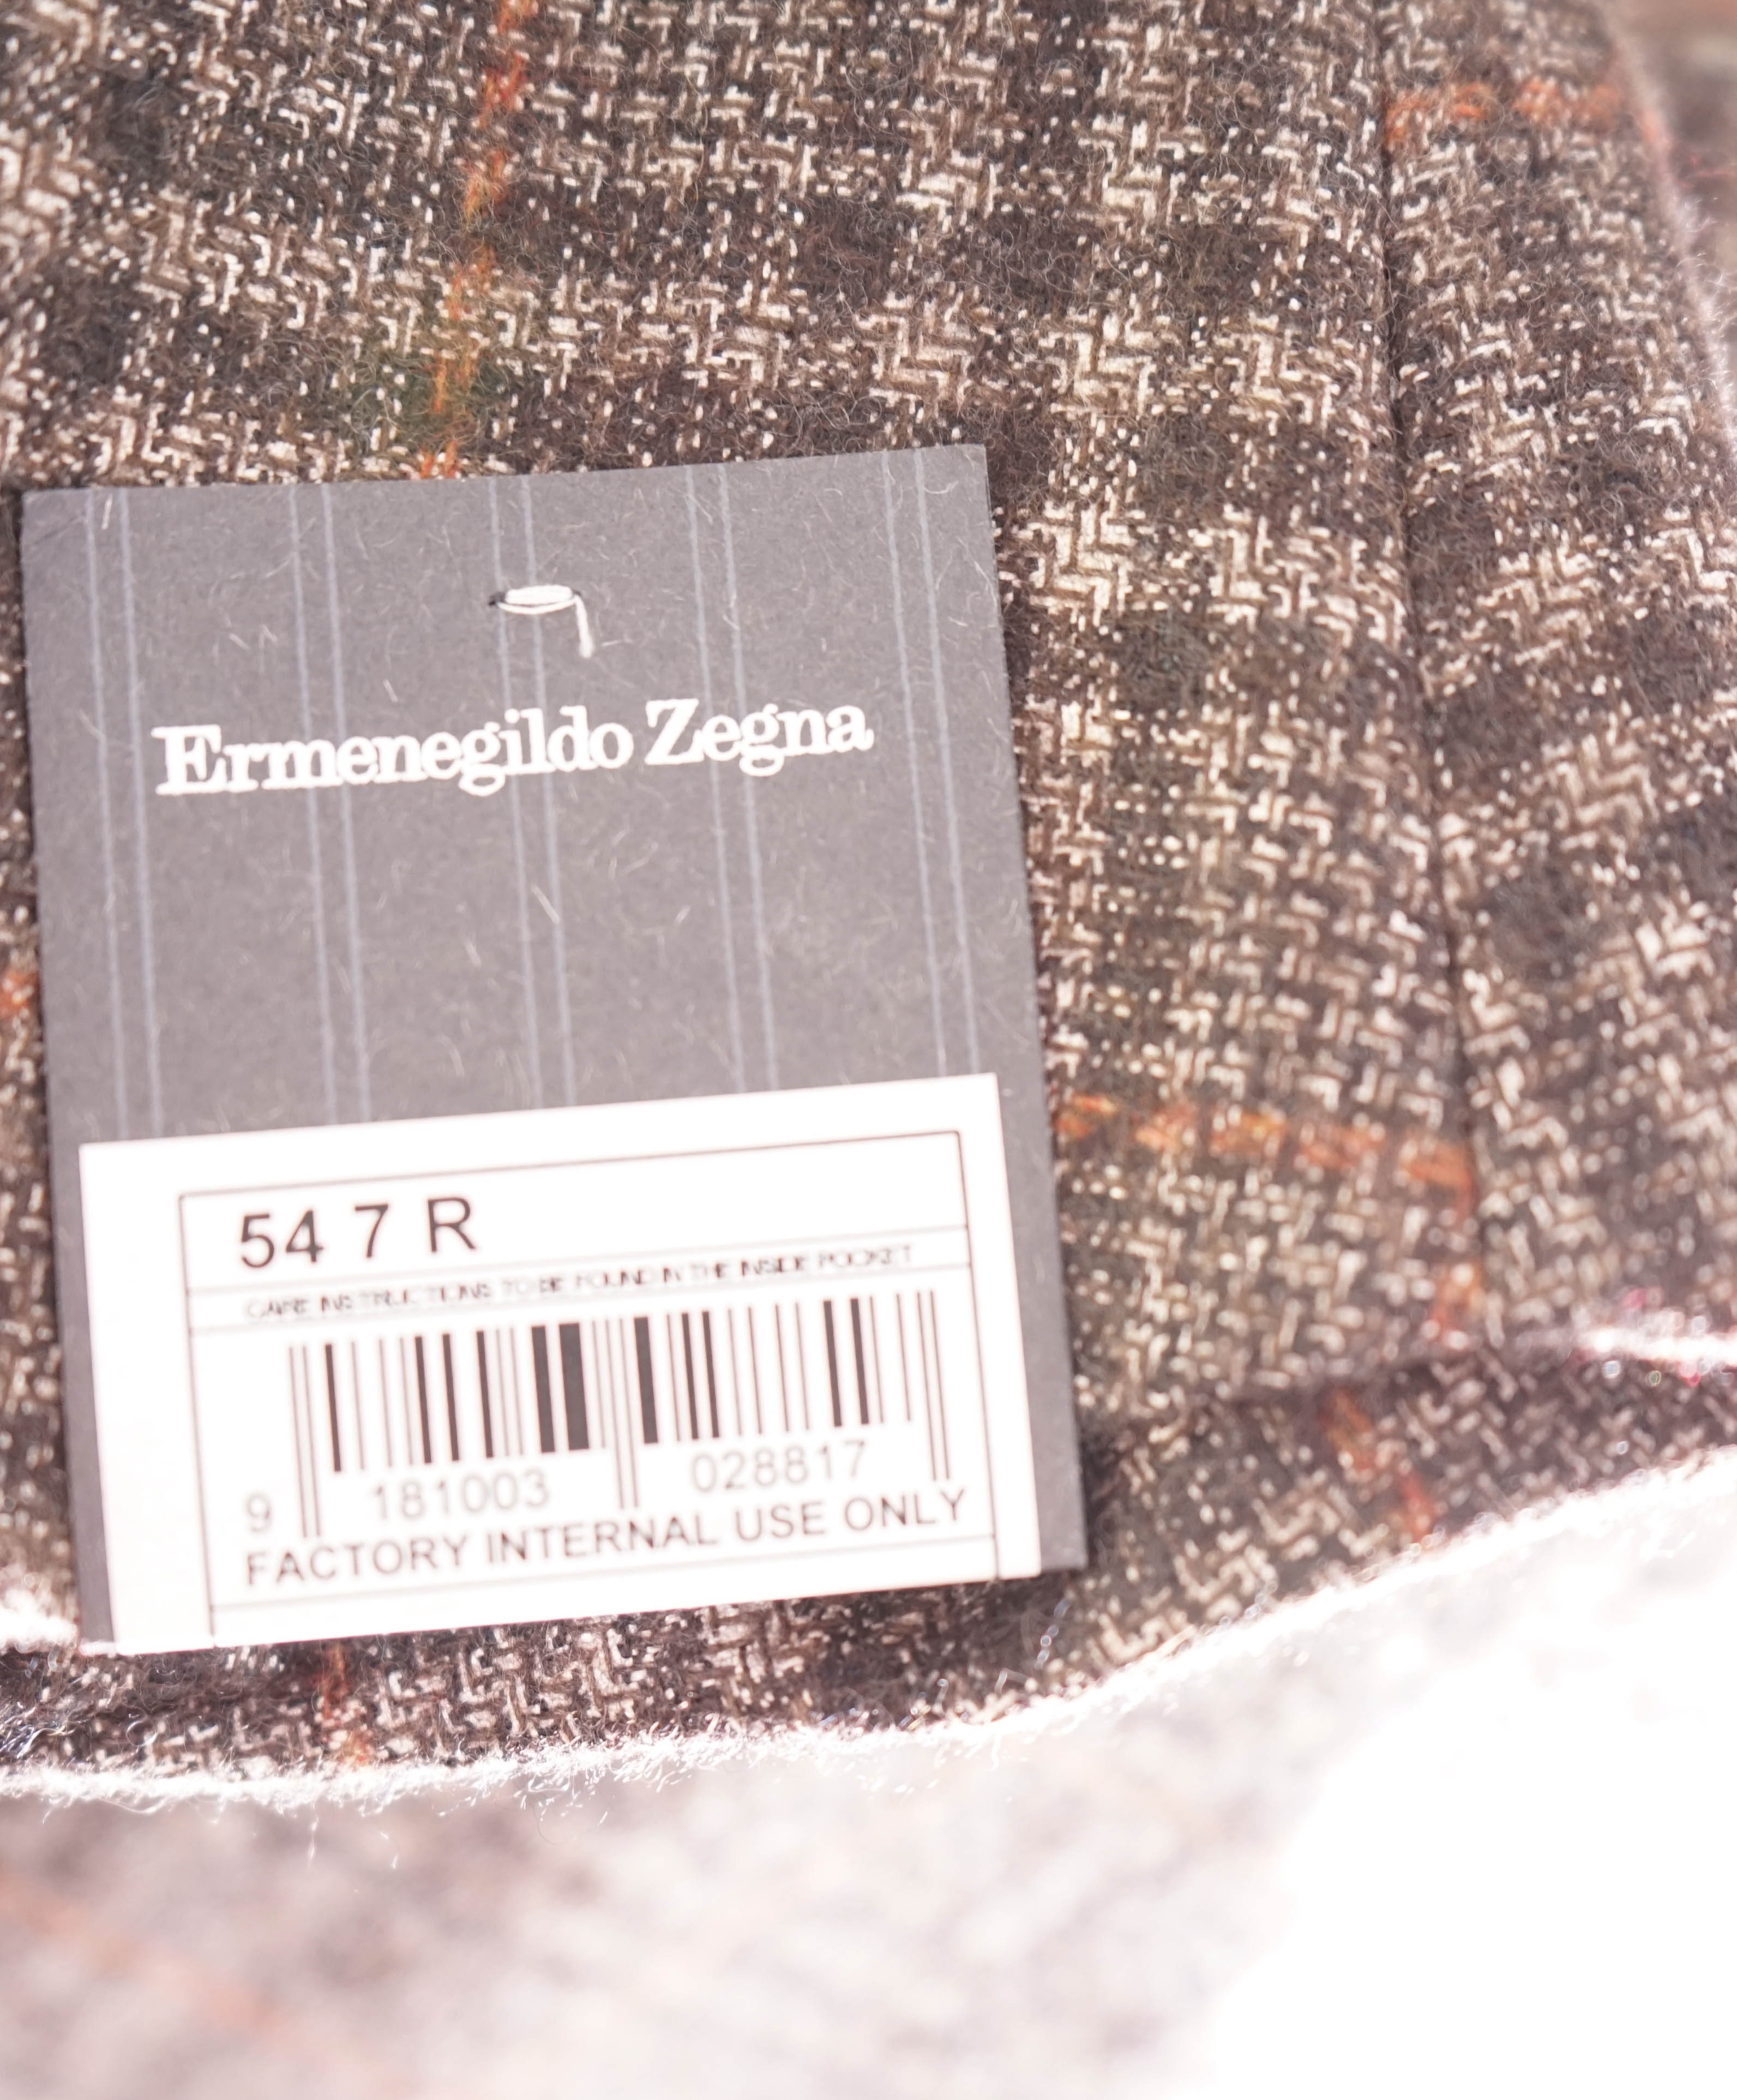 Ermenegildo Zegna
54 7 R
CARE INSTRUCTIONS TO BE FOUND IN THE INSIDE POCKET
9 181003 028817
FACTORY INTERNAL USE ONLY